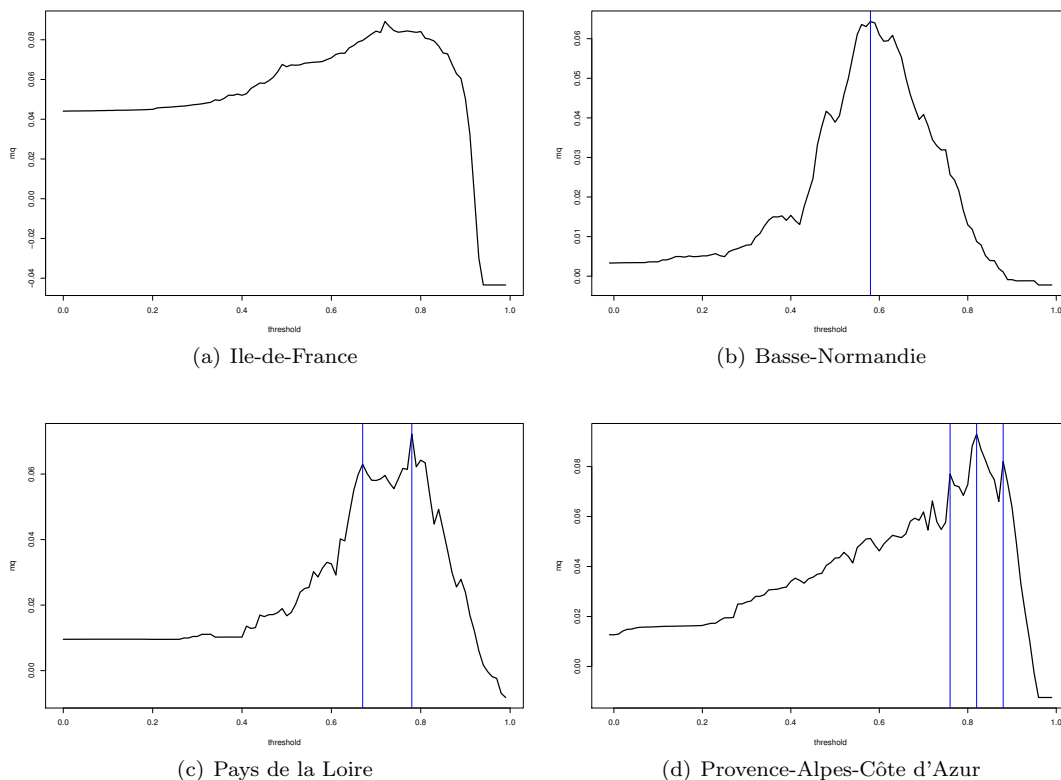 0.08
0.06
0.04
0.02
0.00
−0.02
−0.04
mq
0.0 0.2 0.4 0.6 0.8 1.0
threshold
(a) Ile-de-France
0.06
0.05
0.04
0.03
0.02
0.01
0.00
mq
0.0 0.2 0.4 0.6 0.8 1.0
threshold
(b) Basse-Normandie
0.06
0.04
0.02
0.00
mq
0.0 0.2 0.4 0.6 0.8 1.0
threshold
(c) Pays de la Loire
0.08
0.06
0.04
0.02
0.00
mq
0.0 0.2 0.4 0.6 0.8 1.0
threshold
(d) Provence-Alpes-Côte d'Azur